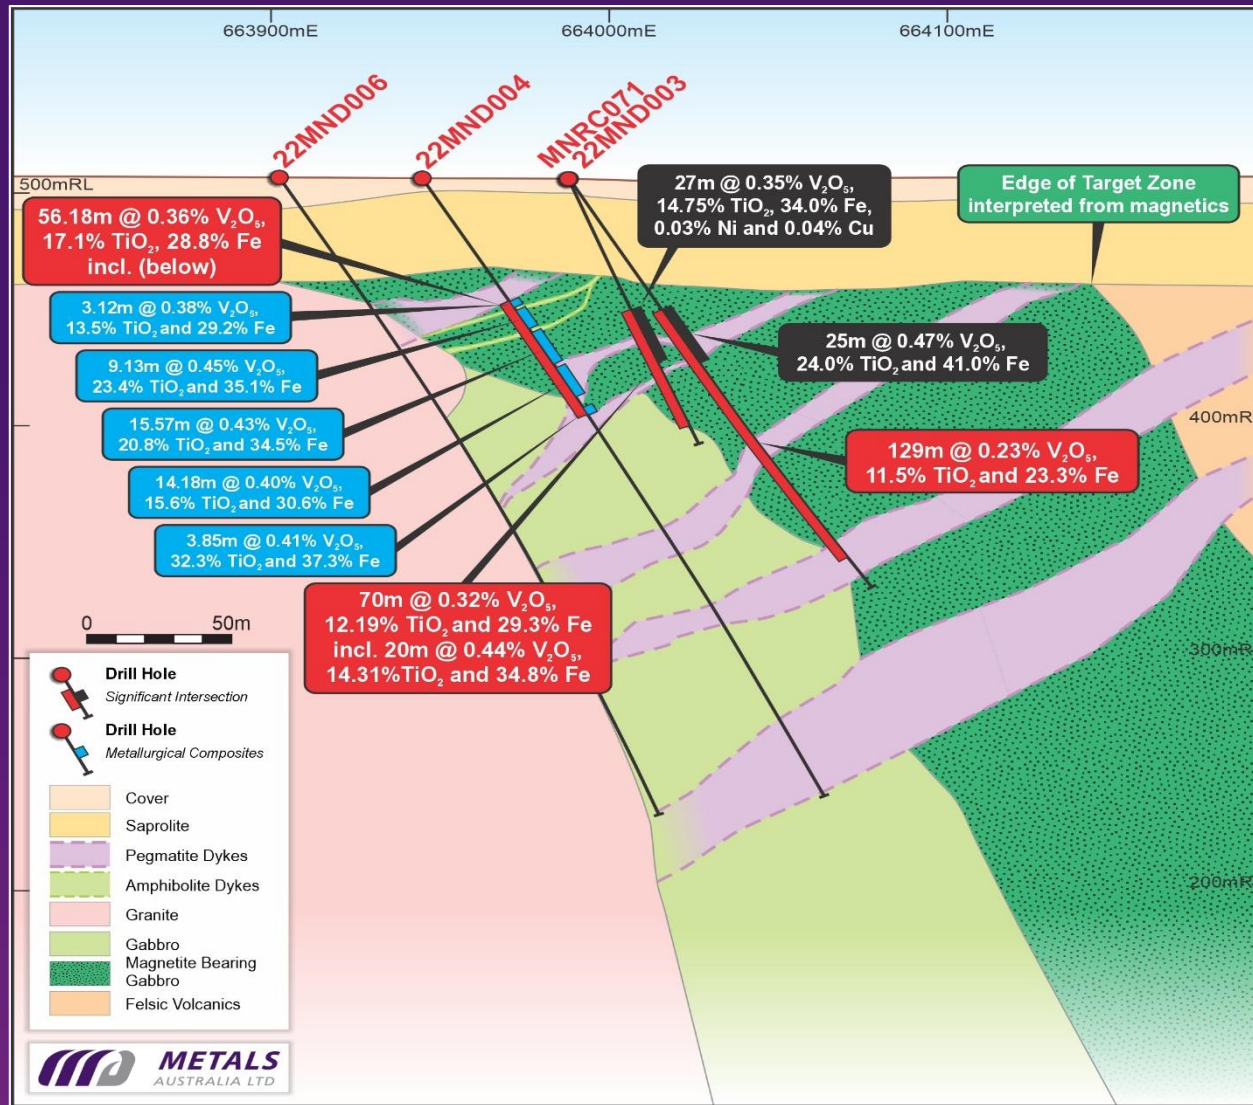 663900mE
664000mE
664100mE
22MND006
22MND004
MNRC071
22MND003
500mRL
56.18m @ 0.36% V₂O₅,
17.1% TiO₂, 28.8% Fe
incl. (below)
27m @ 0.35% V₂O₅,
14.75% TiO₂, 34.0% Fe,
0.03% Ni and 0.04% Cu
Edge of Target Zone
interpreted from magnetics
3.12m @ 0.38% V₂O₅,
13.5% TiO₂ and 29.2% Fe
9.13m @ 0.45% V₂O₅,
23.4% TiO₂ and 35.1% Fe
15.57m @ 0.43% V₂O₅,
20.8% TiO₂ and 34.5% Fe
14.18m @ 0.40% V₂O₅,
15.6% TiO₂ and 30.6% Fe
3.85m @ 0.41% V₂O₅,
32.3% TiO₂ and 37.3% Fe
25m @ 0.47% V₂O₅,
24.0% TiO₂ and 41.0% Fe
400mRL
129m @ 0.23% V₂O₅,
11.5% TiO₂ and 23.3% Fe
70m @ 0.32% V₂O₅,
12.19% TiO₂ and 29.3% Fe
incl. 20m @ 0.44% V₂O₅,
14.31%TiO₂ and 34.8% Fe
300mRL
200mRL
0 50m
Drill Hole
Significant Intersection
Drill Hole
Metallurgical Composites
Cover
Saprolite
Pegmatite Dykes
Amphibolite Dykes
Granite
Gabbro
Magnetite Bearing
Gabbro
Felsic Volcanics
METALS
AUSTRALIA LTD